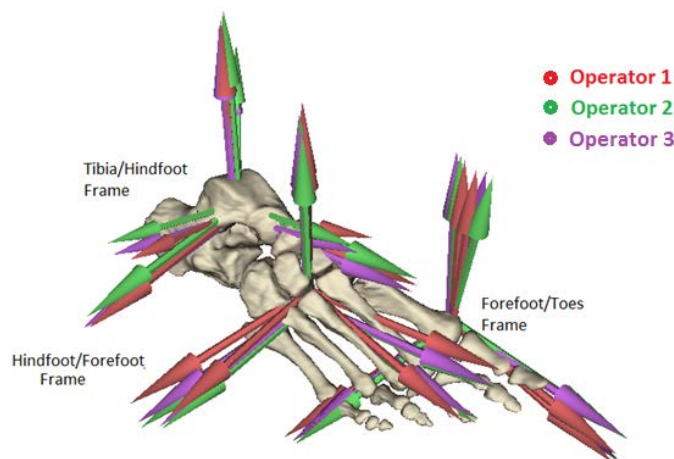 Operator 1
Operator 2
Operator 3
Tibia/Hindfoot
Frame
Forefoot/Toes
Frame
Hindfoot/Forefoot
Frame